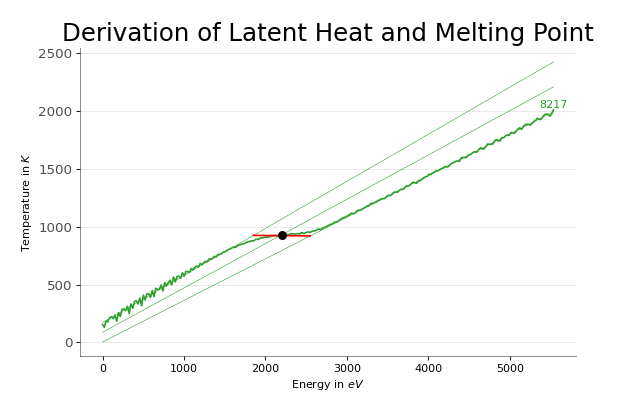 Derivation of Latent Heat and Melting Point
2500
2000
1500
1000
500
0
Temperature in K
8217
0 1000 2000 3000 4000 5000
Energy in eV